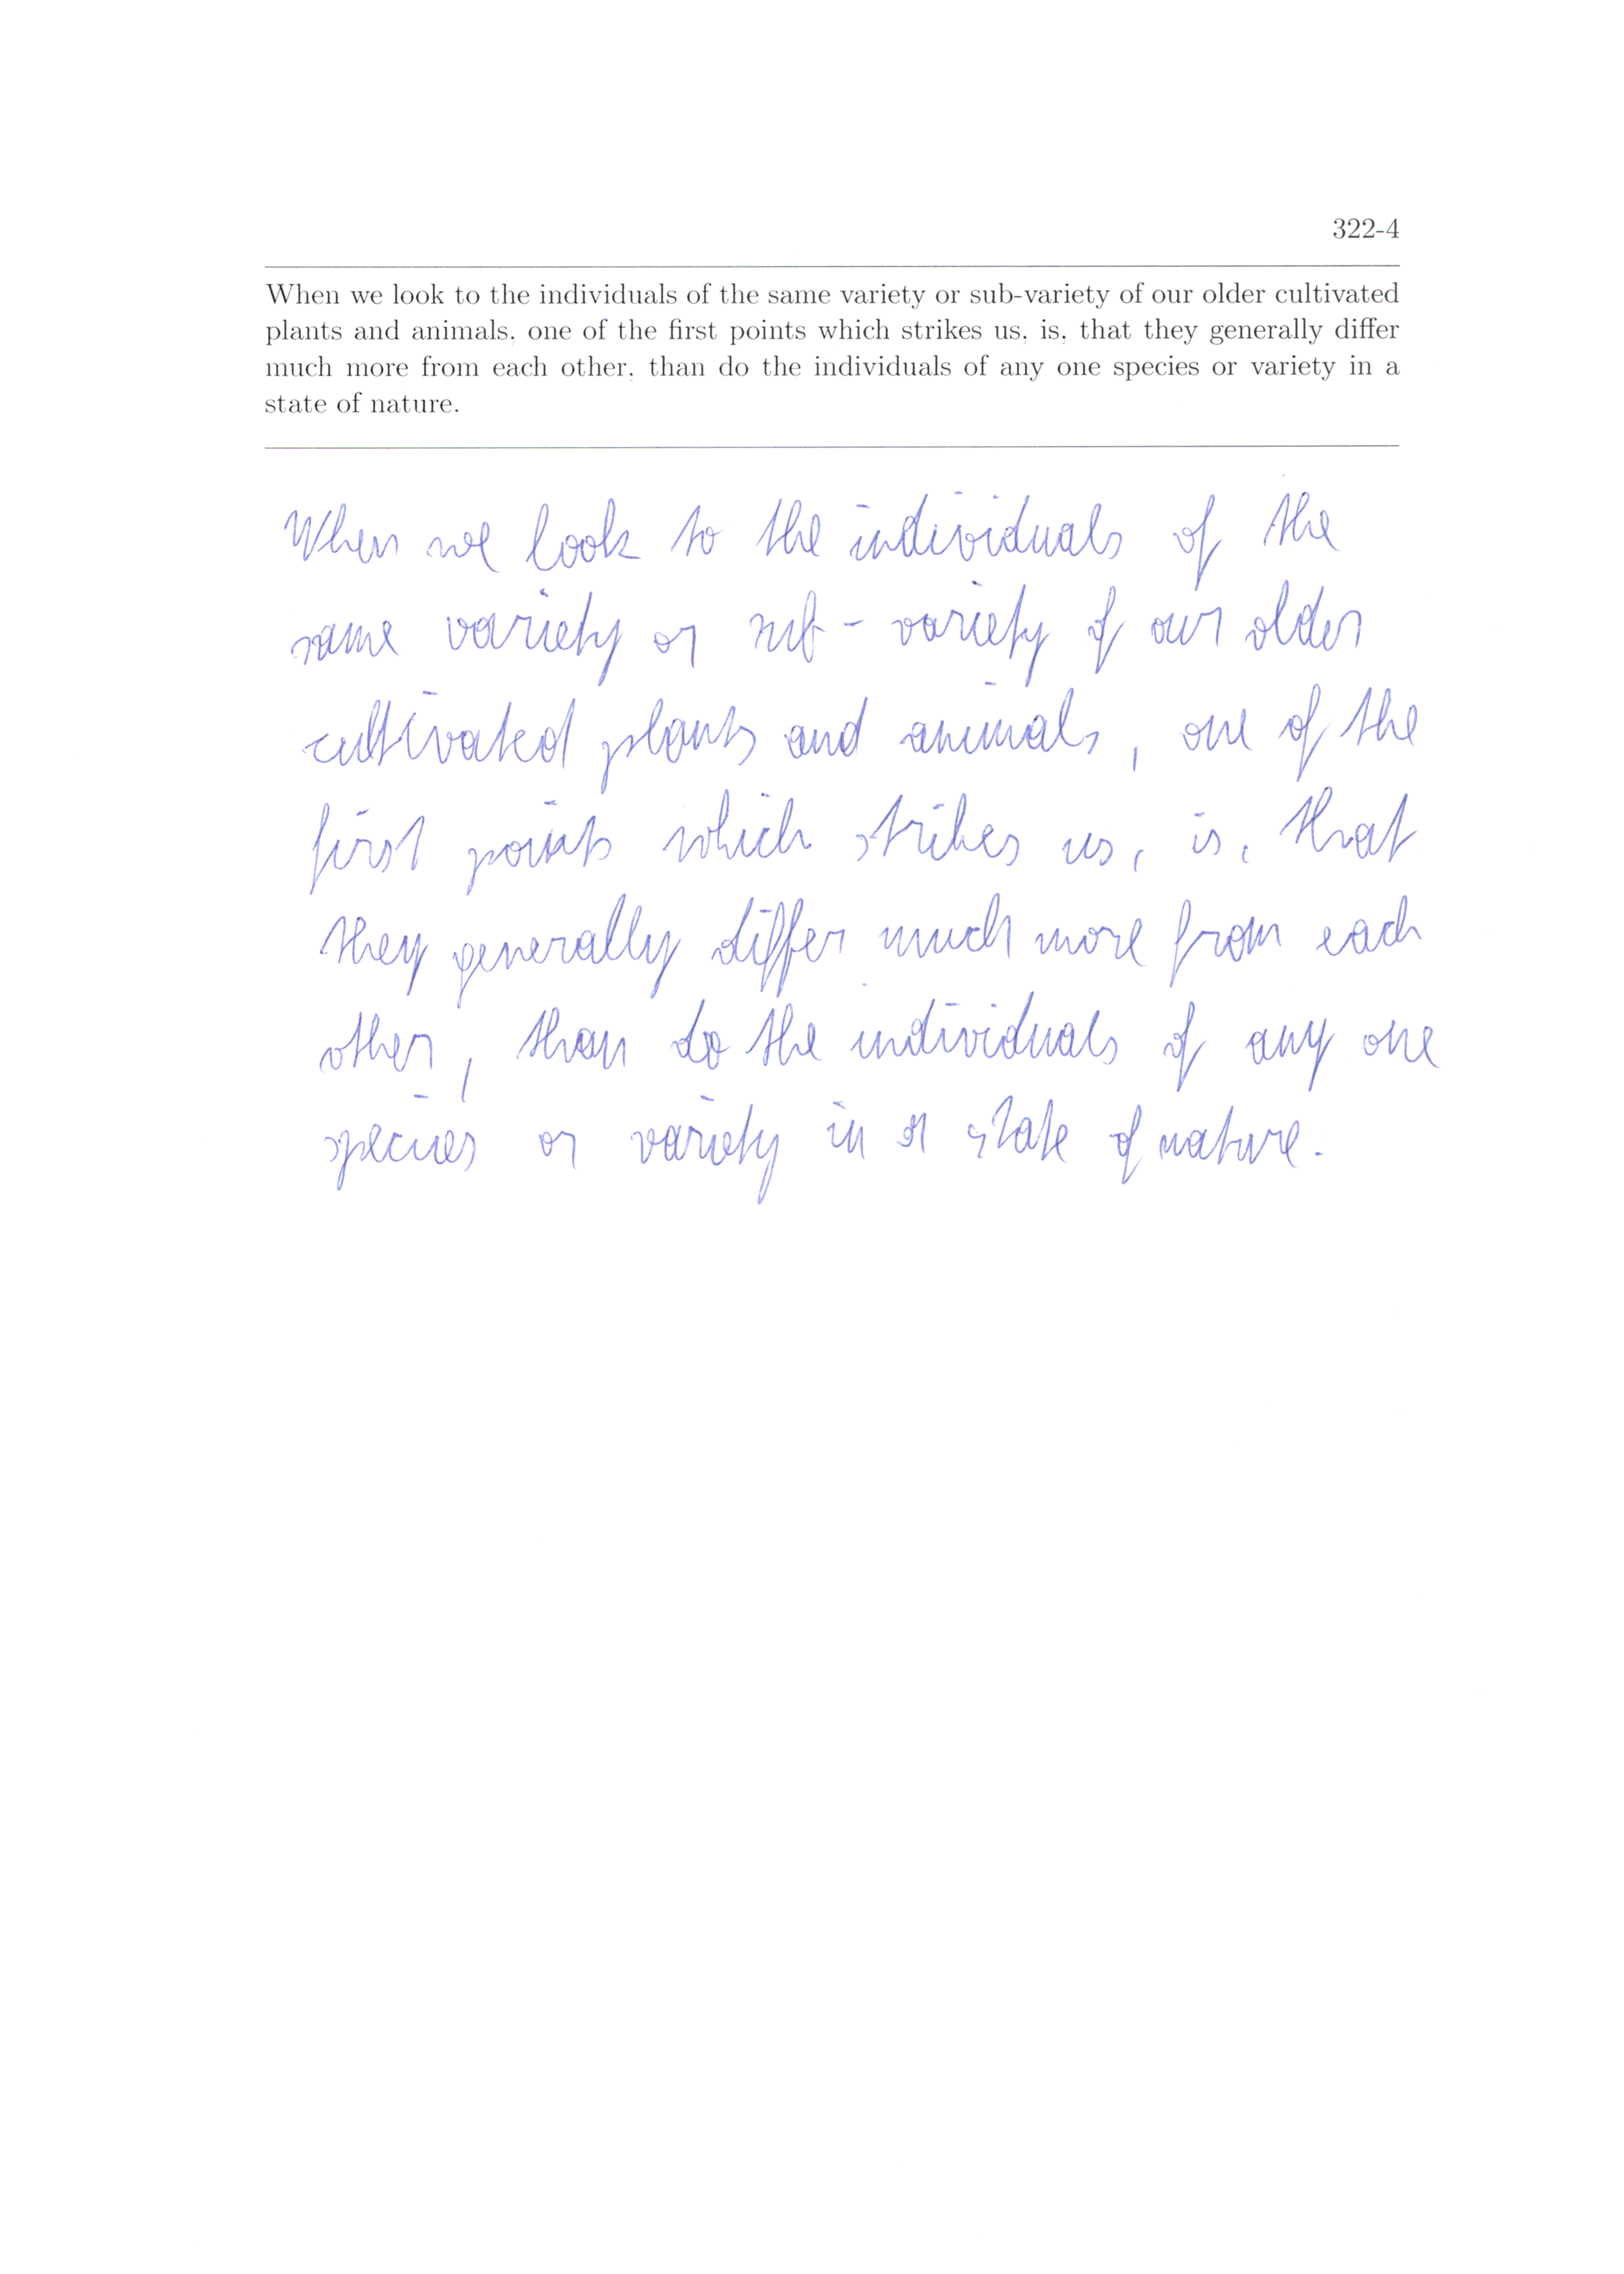 322-4
When we look to the individuals of the same variety or sub-variety of our older cultivated
plants and animals, one of the first points which strikes us, is, that they generally differ
much more from each other, than do the individuals of any one species or variety in a
state of nature.
When we look to the individuals of the
same variety or sub-variety of our older
cultivated plants and animals, one of the
first points which strikes us, is, that
they generally differ much more from each
other, than do the individuals of any one
species or variety in a state of nature.